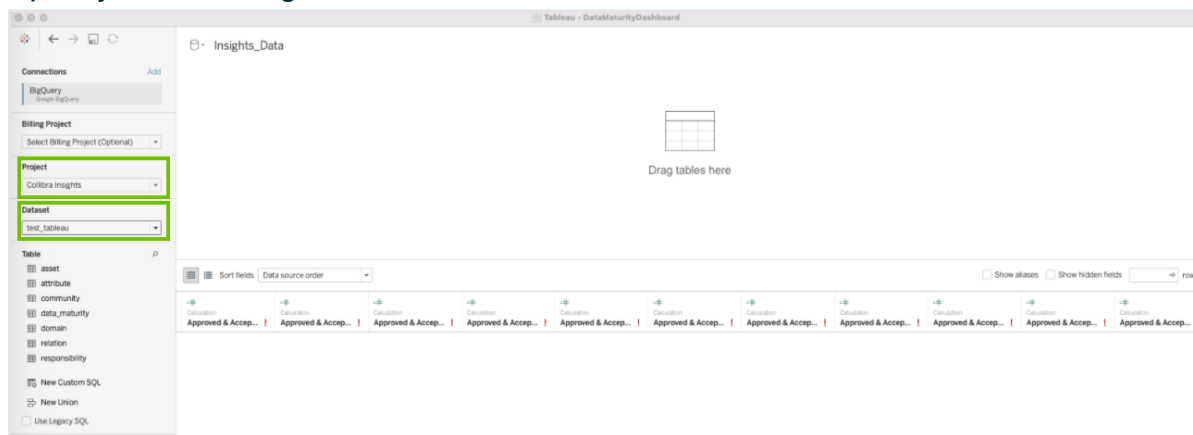 Tableau - DataMaturityDashboard
Insights_Data
Connections Add
BigQuery
Google BigQuery
Billing Project
Select Billing Project (Optional)
Project
Collibra Insights
Dataset
test_tableau
Drag tables here
Table
asset
attribute
community
data_maturity
domain
relation
responsibility
New Custom SQL
New Union
Use Legacy SQL
Sort fields Data source order Show aliases Show hidden fields row
Calculation Calculation Calculation Calculation Calculation Calculation Calculation Calculation Calculation Calculation Calculation
Approved & Accep... ! Approved & Accep... ! Approved & Accep... ! Approved & Accep... ! Approved & Accep... ! Approved & Accep... ! Approved & Accep... ! Approved & Accep... ! Approved & Accep... ! Approved & Accep... ! Approved & Accep...